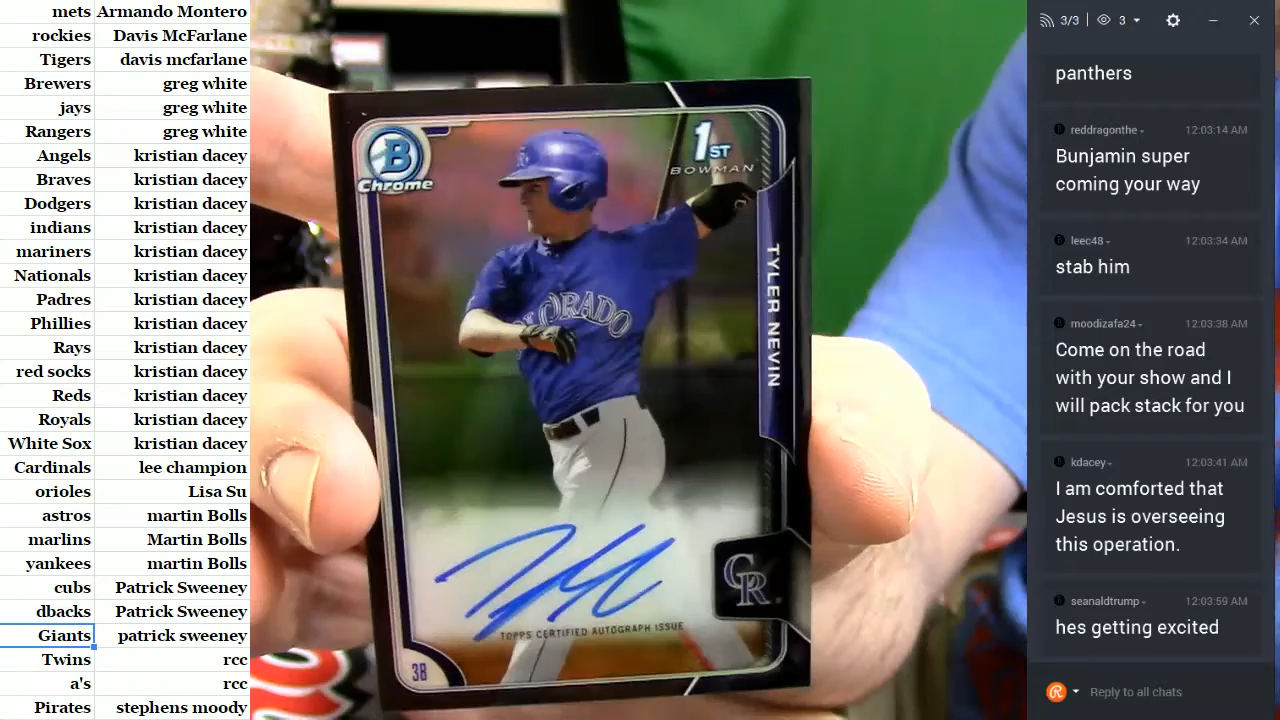 mets Armando Montero
rockies Davis McFarlane
Tigers davis mcfarlane
Brewers greg white
jays greg white
Rangers greg white
Angels kristian dacey
Braves kristian dacey
Dodgers kristian dacey
indians kristian dacey
mariners kristian dacey
Nationals kristian dacey
Padres kristian dacey
Phillies kristian dacey
Rays kristian dacey
red socks kristian dacey
Reds kristian dacey
Royals kristian dacey
White Sox kristian dacey
Cardinals lee champion
orioles Lisa Su
astros martin Bolls
marlins Martin Bolls
yankees martin Bolls
cubs Patrick Sweeney
dbacks Patrick Sweeney
Giants patrick sweeney
Twins rcc
a's rcc
Pirates stephens moody
B
Chrome
1ST
BOWMAN
TYLER NEVIN
COLORADO
CR
TOPPS CERTIFIED AUTOGRAPH ISSUE
38
3/3 3
panthers
reddragonthe 12:03:14 AM
Bunjamin super
coming your way
leec48 12:03:34 AM
stab him
moodizafa24 12:03:38 AM
Come on the road
with your show and I
will pack stack for you
kdacey 12:03:41 AM
I am comforted that
Jesus is overseeing
this operation.
seanaldtrump 12:03:59 AM
hes getting excited
Reply to all chats